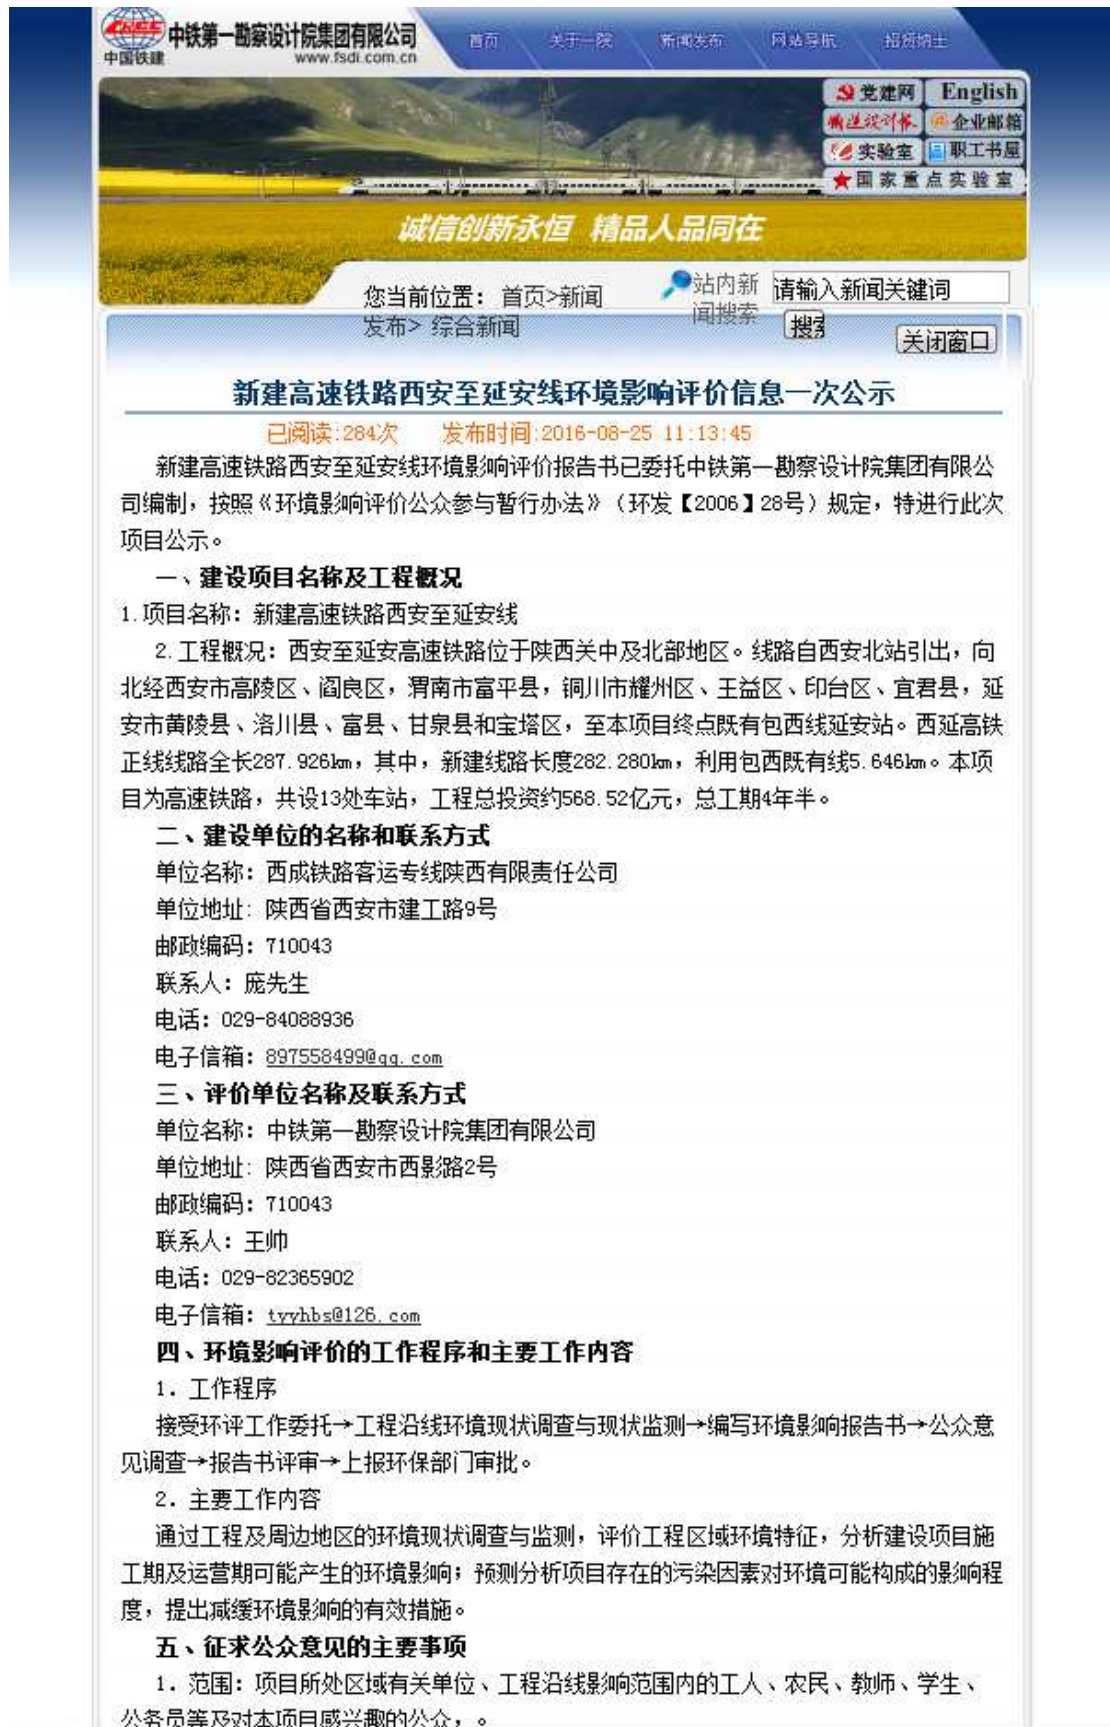 中铁第一勘察设计院集团有限公司
中国铁建 www.fsdi.com.cn
首页 关于一院 新闻发布 网站导航 招贤纳士
党建网 English
铁道设计修 企业邮箱
实验室 职工书屋
国家重点实验室
诚信创新永恒 精品人品同在
您当前位置：首页>新闻
发布> 综合新闻
站内新
闻搜索
请输入新闻关键词
搜索
关闭窗口
新建高速铁路西安至延安线环境影响评价信息一次公示
已阅读:284次 发布时间:2016-08-25 11:13:45
新建高速铁路西安至延安线环境影响评价报告书已委托中铁第一勘察设计院集团有限公
司编制，按照《环境影响评价公众参与暂行办法》（环发【2006】28号）规定，特进行此次
项目公示。
一、建设项目名称及工程概况
1.项目名称：新建高速铁路西安至延安线
2.工程概况：西安至延安高速铁路位于陕西关中及北部地区。线路自西安北站引出，向
北经西安市高陵区、阎良区，渭南市富平县，铜川市耀州区、王益区、印台区、宜君县，延
安市黄陵县、洛川县、富县、甘泉县和宝塔区，至本项目终点既有包西线延安站。西延高铁
正线线路全长287.926km，其中，新建线路长度282.280km，利用包西既有线5.646km。本项
目为高速铁路，共设13处车站，工程总投资约568.52亿元，总工期4年半。
二、建设单位的名称和联系方式
单位名称：西成铁路客运专线陕西有限责任公司
单位地址：陕西省西安市建工路9号
邮政编码：710043
联系人：庞先生
电话：029-84088936
电子信箱：897558499@qq.com
三、评价单位名称及联系方式
单位名称：中铁第一勘察设计院集团有限公司
单位地址：陕西省西安市西影路2号
邮政编码：710043
联系人：王帅
电话：029-82365902
电子信箱：tyyhbs@126.com
四、环境影响评价的工作程序和主要工作内容
1．工作程序
接受环评工作委托→工程沿线环境现状调查与现状监测→编写环境影响报告书→公众意
见调查→报告书评审→上报环保部门审批。
2．主要工作内容
通过工程及周边地区的环境现状调查与监测，评价工程区域环境特征，分析建设项目施
工期及运营期可能产生的环境影响；预测分析项目存在的污染因素对环境可能构成的影响程
度，提出减缓环境影响的有效措施。
五、征求公众意见的主要事项
1．范围：项目所处区域有关单位、工程沿线影响范围内的工人、农民、教师、学生、
公务员等及对本项目感兴趣的公众，。